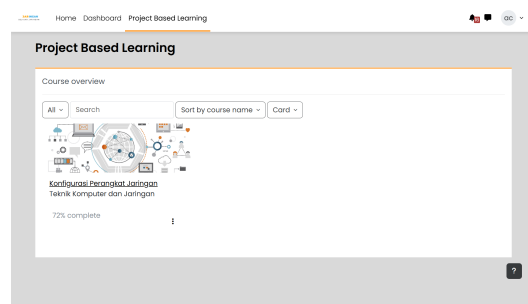 Home Dashboard Project Based Learning
ac
Project Based Learning
Course overview
All Search Sort by course name Card
Konfigurasi Perangkat Jaringan
Teknik Komputer dan Jaringan
72% complete
?